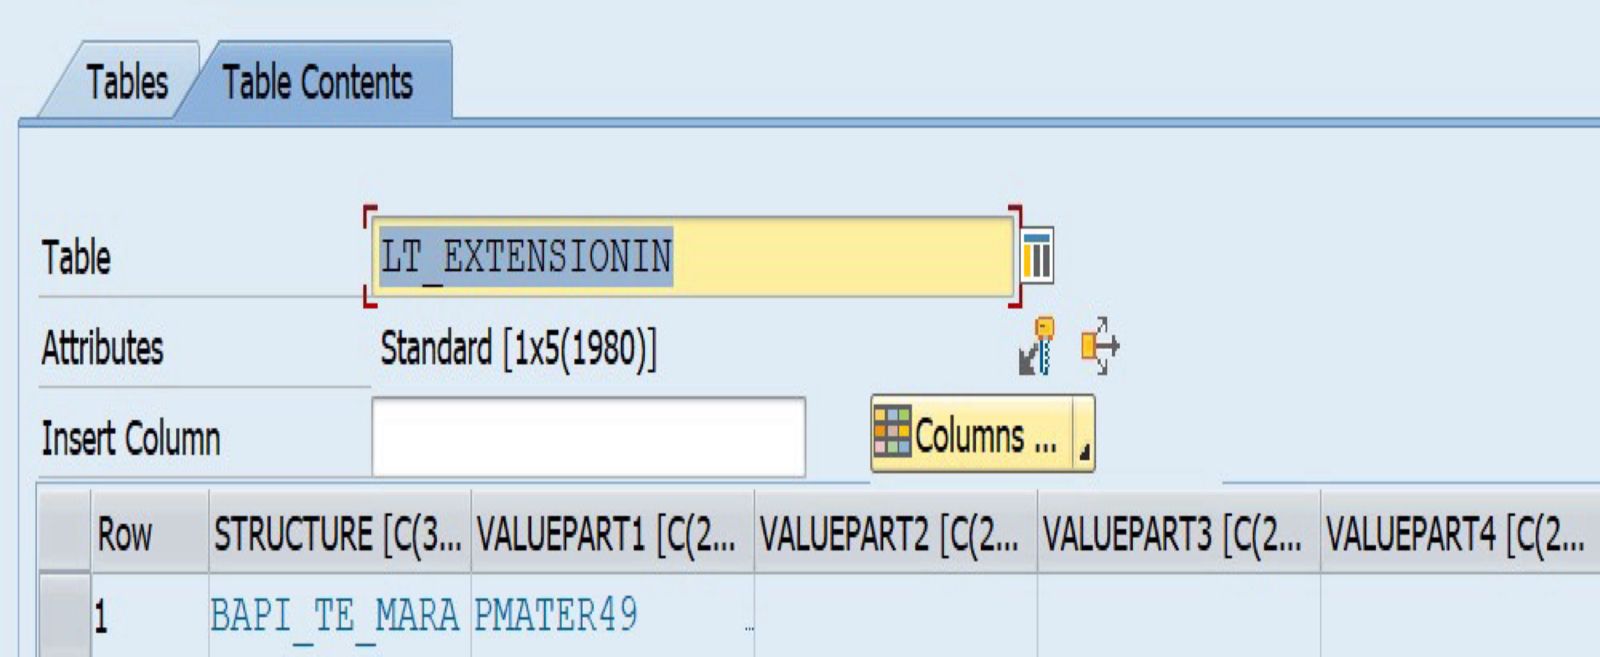 Tables Table Contents
Table LT_EXTENSIONIN
Attributes Standard [1x5(1980)]
Insert Column Columns ...
Row STRUCTURE [C(3... VALUEPART1 [C(2... VALUEPART2 [C(2... VALUEPART3 [C(2... VALUEPART4 [C(2...
1 BAPI_TE_MARA PMATER49 ...